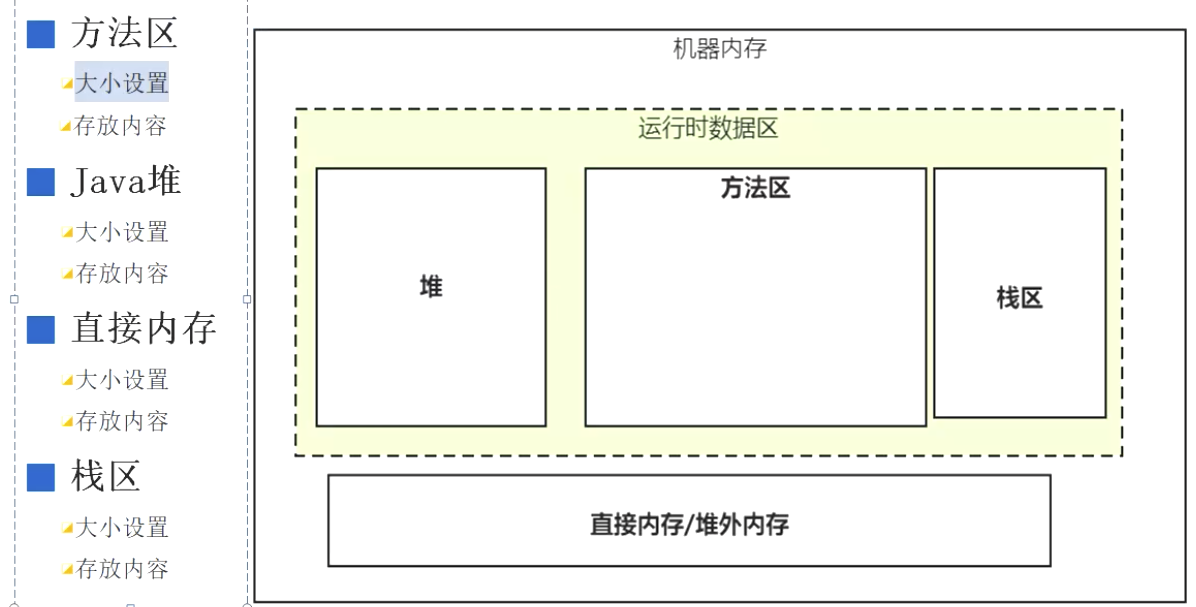 方法区
大小设置
存放内容
Java堆
大小设置
存放内容
直接内存
大小设置
存放内容
栈区
大小设置
存放内容
机器内存
运行时数据区
堆
方法区
栈区
直接内存/堆外内存